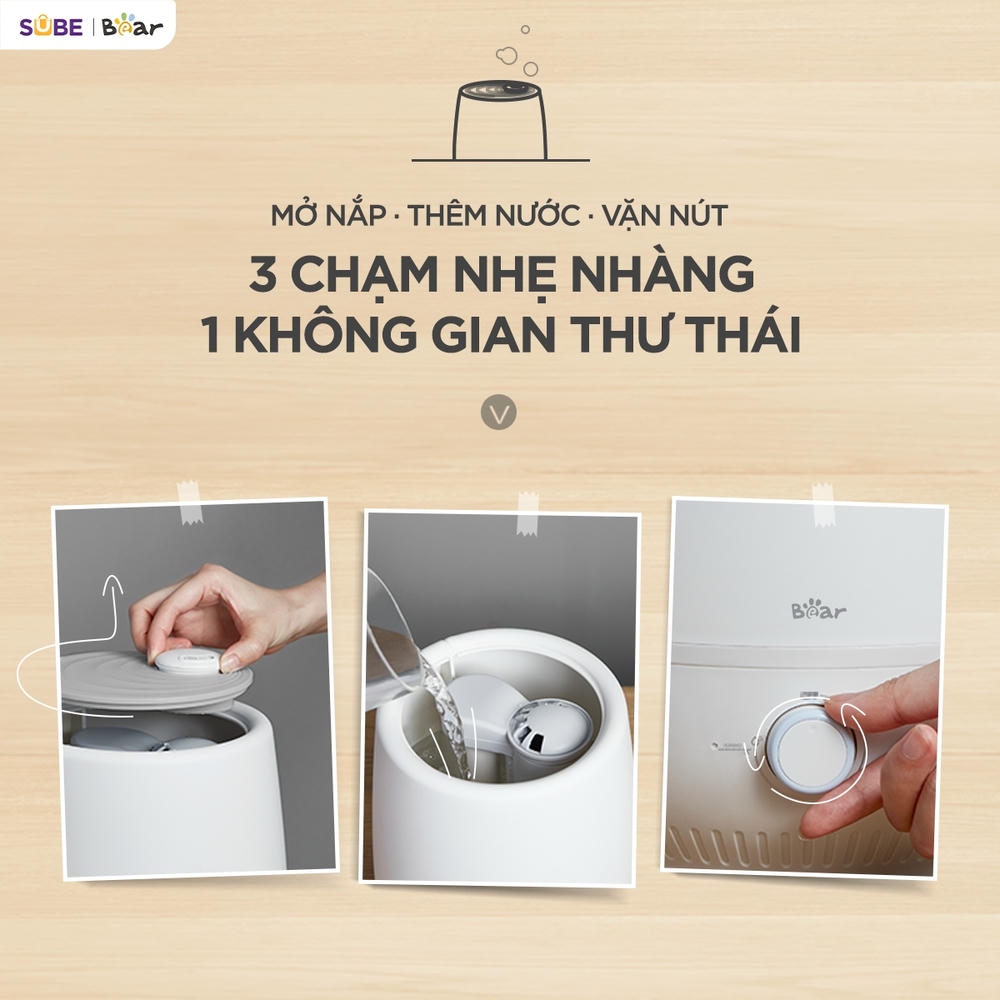 SUBE | Bear
MỞ NẮP · THÊM NƯỚC · VẶN NÚT
3 CHẠM NHẸ NHÀNG
1 KHÔNG GIAN THƯ THÁI
Bear